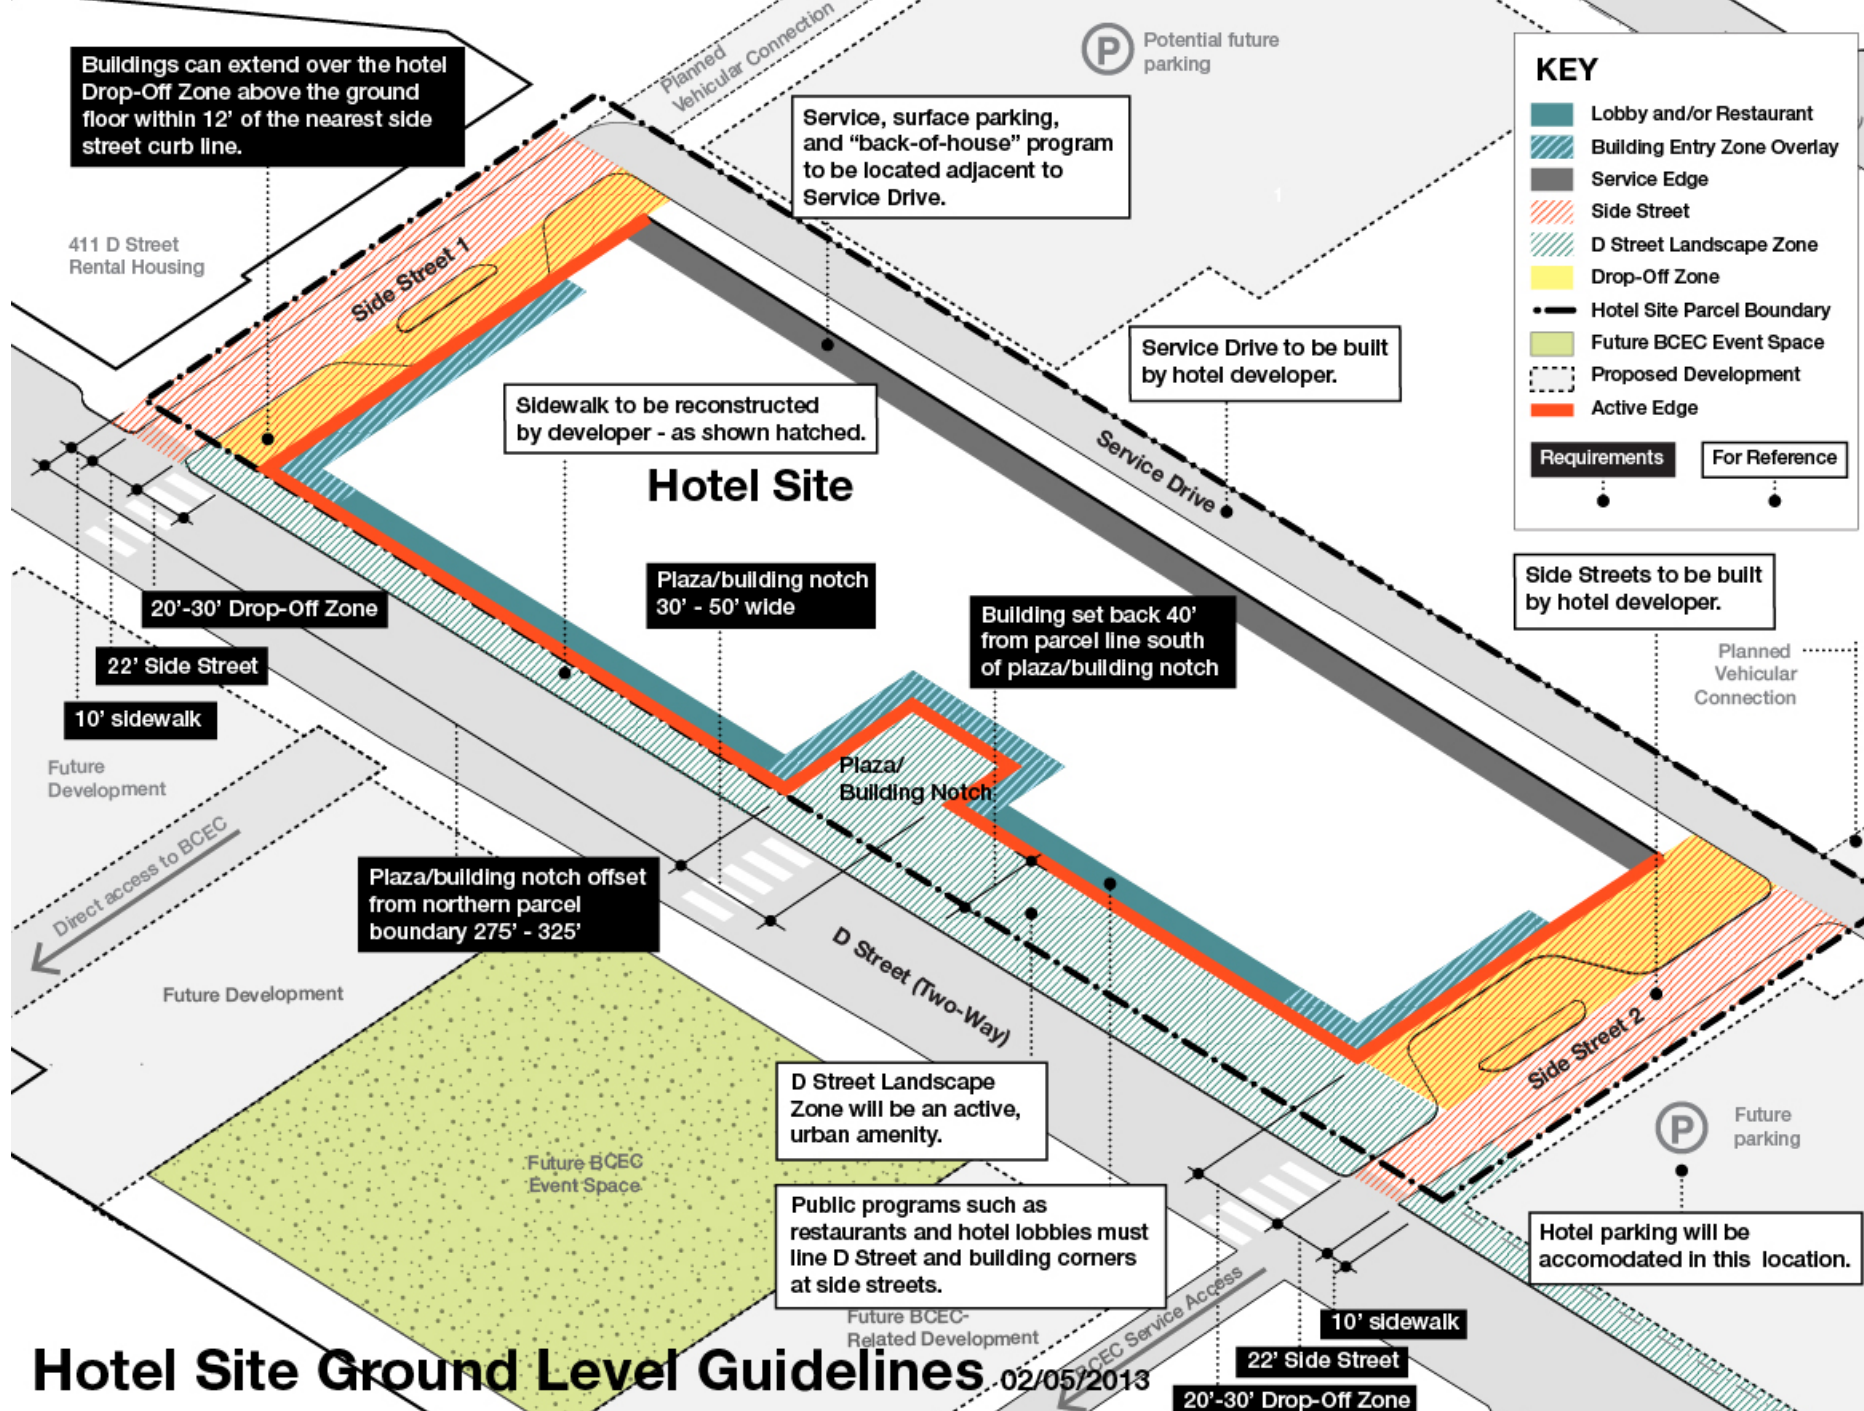 Planned
Vehicular Connection
Potential future
parking
P
Buildings can extend over the hotel
Drop-Off Zone above the ground
floor within 12’ of the nearest side
street curb line.
Service, surface parking,
and “back-of-house” program
to be located adjacent to
Service Drive.
KEY
Lobby and/or Restaurant
Building Entry Zone Overlay
Service Edge
Side Street
D Street Landscape Zone
Drop-Off Zone
Hotel Site Parcel Boundary
Future BCEC Event Space
Proposed Development
Active Edge
Requirements
For Reference
1
411 D Street
Rental Housing
Side Street 1
Service Drive to be built
by hotel developer.
Sidewalk to be reconstructed
by developer - as shown hatched.
Hotel Site
Service Drive
Plaza/building notch
30’ - 50’ wide
Building set back 40’
from parcel line south
of plaza/building notch
Side Streets to be built
by hotel developer.
Planned
Vehicular
Connection
20’-30’ Drop-Off Zone
22’ Side Street
10’ sidewalk
Future
Development
Plaza/
Building Notch
Direct access to BCEC
Plaza/building notch offset
from northern parcel
boundary 275’ - 325’
Future Development
D Street (Two-Way)
Side Street 2
D Street Landscape
Zone will be an active,
urban amenity.
P
Future
parking
Future BCEC
Event Space
Public programs such as
restaurants and hotel lobbies must
line D Street and building corners
at side streets.
Hotel parking will be
accomodated in this location.
Future BCEC-
Related Development
BCEC Service Access
10’ sidewalk
22’ Side Street
20’-30’ Drop-Off Zone
Hotel Site Ground Level Guidelines 02/05/2013